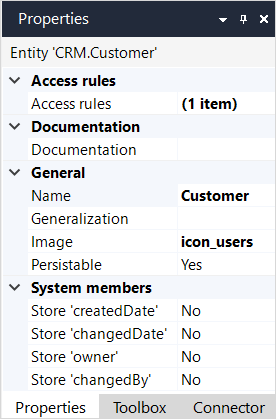 Properties
Entity 'CRM.Customer'
Access rules
Access rules (1 item)
Documentation
Documentation
General
Name Customer
Generalization
Image icon_users
Persistable Yes
System members
Store 'createdDate' No
Store 'changedDate' No
Store 'owner' No
Store 'changedBy' No
Properties Toolbox Connector